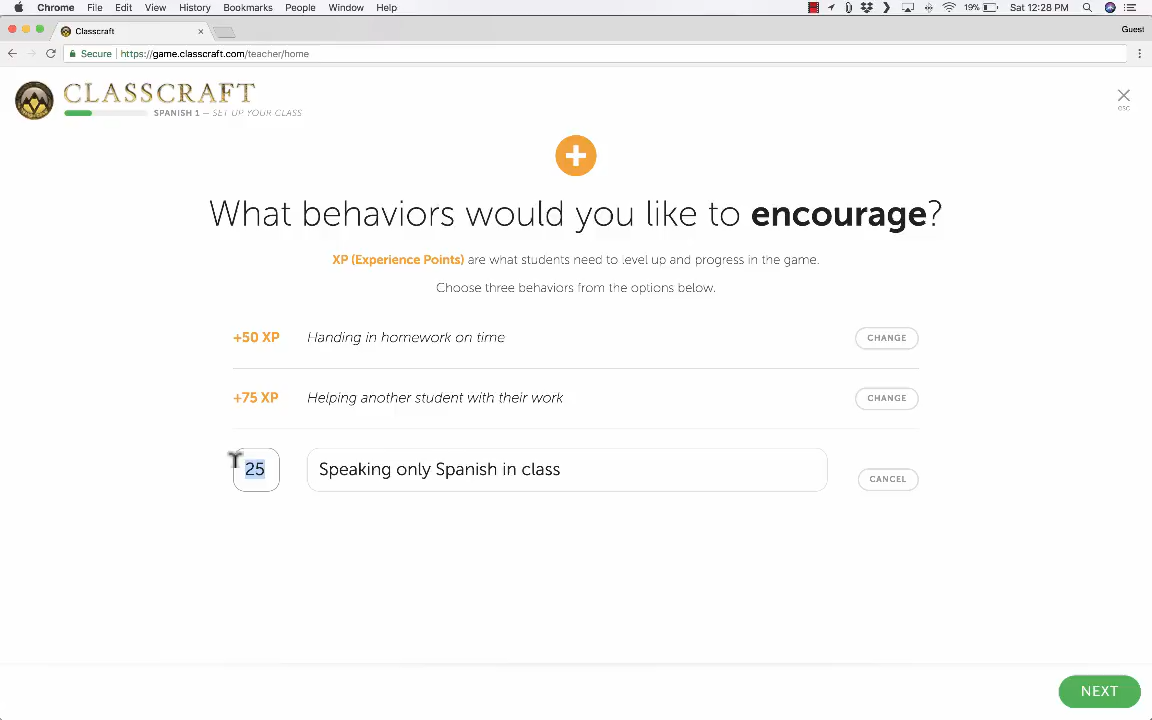 Chrome File Edit View History Bookmarks People Window Help 19% Sat 12:28 PM
Classcraft Guest
Secure https://game.classcraft.com/teacher/home
CLASSCRAFT
SPANISH 1 — SET UP YOUR CLASS
esc
What behaviors would you like to encourage?
XP (Experience Points) are what students need to level up and progress in the game.
Choose three behaviors from the options below.
+50 XP Handing in homework on time CHANGE
+75 XP Helping another student with their work CHANGE
25 Speaking only Spanish in class CANCEL
NEXT